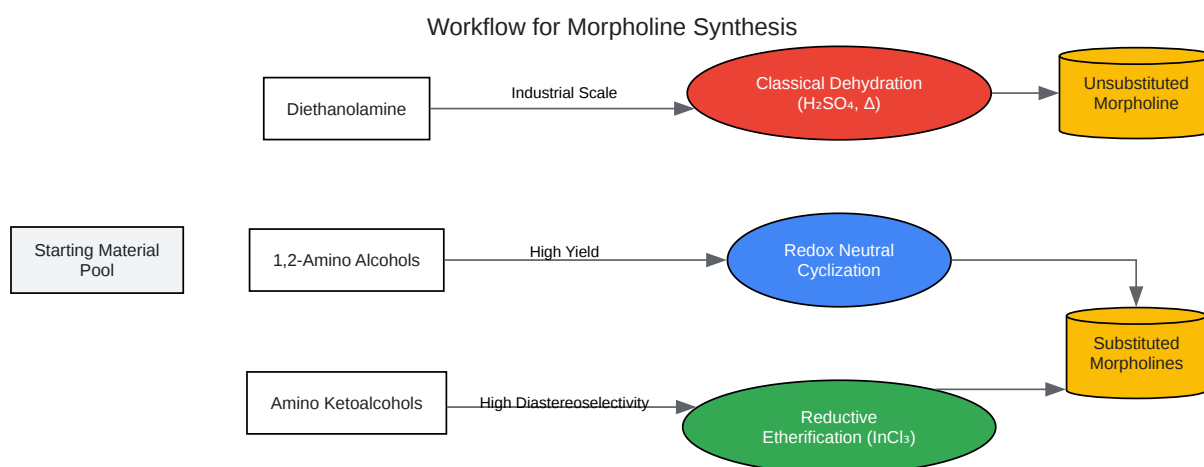 Workflow for Morpholine Synthesis
Diethanolamine
Industrial Scale
Classical Dehydration
(H₂SO₄, Δ)
Unsubstituted
Morpholine
Starting Material
Pool
1,2-Amino Alcohols
High Yield
Redox Neutral
Cyclization
Substituted
Morpholines
Amino Ketoalcohols
High Diastereoselectivity
Reductive
Etherification (InCl₃)